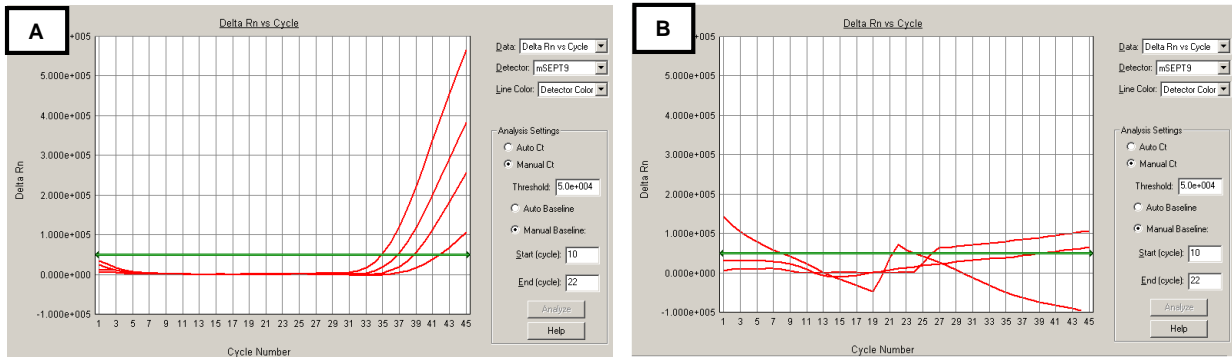 A
Delta Rn vs Cycle
e+005
5.000e+005
4.000e+005
3.000e+005
2.000e+005
1.000e+005
0.000e+000
-1.000e+005
Delta Rn
1 3 5 7 9 11 13 15 17 19 21 23 25 27 29 31 33 35 37 39 41 43 45
Cycle Number
Data: Delta Rn vs Cycle
Detector: mSEPT9
Line Color: Detector Color
Analysis Settings
Auto Ct
Manual Ct
Threshold: 5.0e+004
Auto Baseline
Manual Baseline:
Start (cycle): 10
End (cycle): 22
Analyze
Help
B
Delta Rn vs Cycle
e+005
5.000e+005
4.000e+005
3.000e+005
2.000e+005
1.000e+005
0.000e+000
-1.000e+005
Delta Rn
1 3 5 7 9 11 13 15 17 19 21 23 25 27 29 31 33 35 37 39 41 43 45
Cycle Number
Data: Delta Rn vs Cycle
Detector: mSEPT9
Line Color: Detector Color
Analysis Settings
Auto Ct
Manual Ct
Threshold: 5.0e+004
Auto Baseline
Manual Baseline:
Start (cycle): 10
End (cycle): 22
Analyze
Help